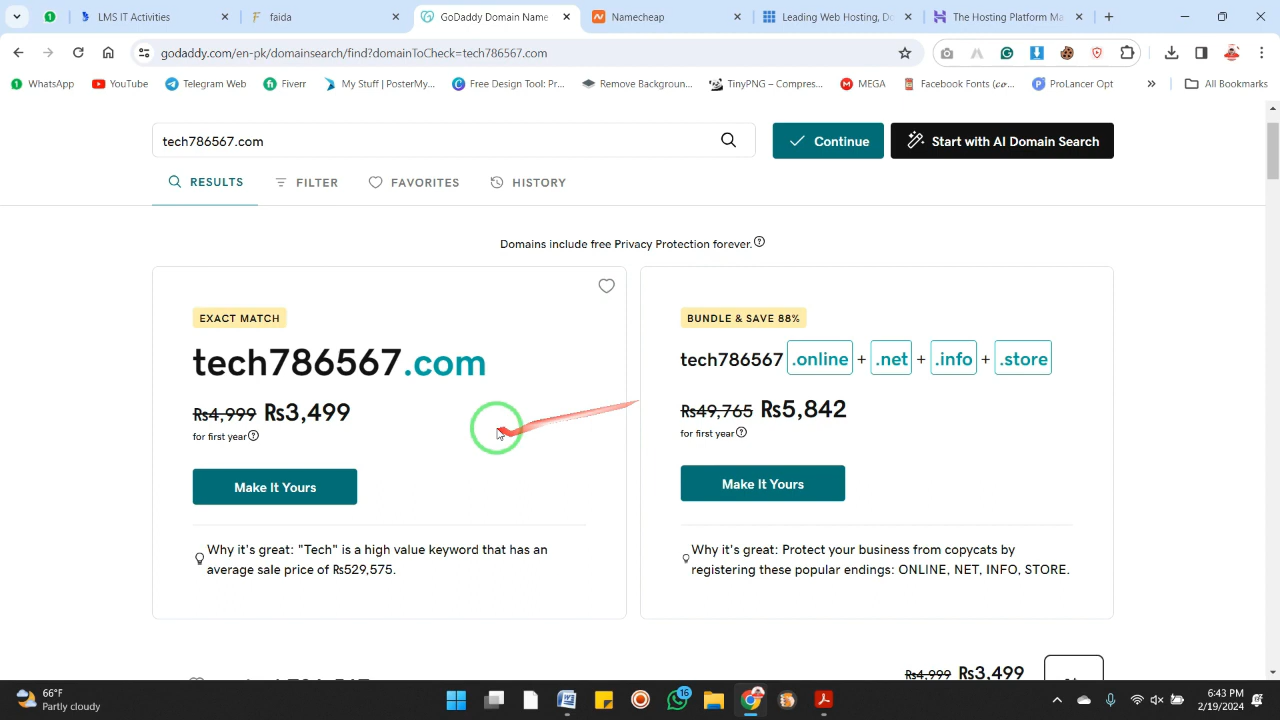 LMS IT Activities
faida
GoDaddy Domain Name
Namecheap
Leading Web Hosting, Do
The Hosting Platform Ma
godaddy.com/en-pk/domainsearch/find?domainToCheck=tech786567.com
WhatsApp
YouTube
Telegram Web
Fiverr
My Stuff | PosterMy...
Free Design Tool: Pr...
Remove Backgroun...
TinyPNG – Compres...
MEGA
Facebook Fonts (𝒸ℴ...
ProLancer Opt
»
All Bookmarks
tech786567.com
Continue
Start with AI Domain Search
RESULTS
FILTER
FAVORITES
HISTORY
Domains include free Privacy Protection forever.
EXACT MATCH
tech786567.com
₨4,999 ₨3,499
for first year
Make It Yours
Why it's great: "Tech" is a high value keyword that has an
average sale price of ₨529,575.
BUNDLE & SAVE 88%
tech786567 .online + .net + .info + .store
₨49,765 ₨5,842
for first year
Make It Yours
Why it's great: Protect your business from copycats by
registering these popular endings: ONLINE, NET, INFO, STORE.
₨4,999 ₨3,499
66°F
Partly cloudy
16
6:43 PM
2/19/2024